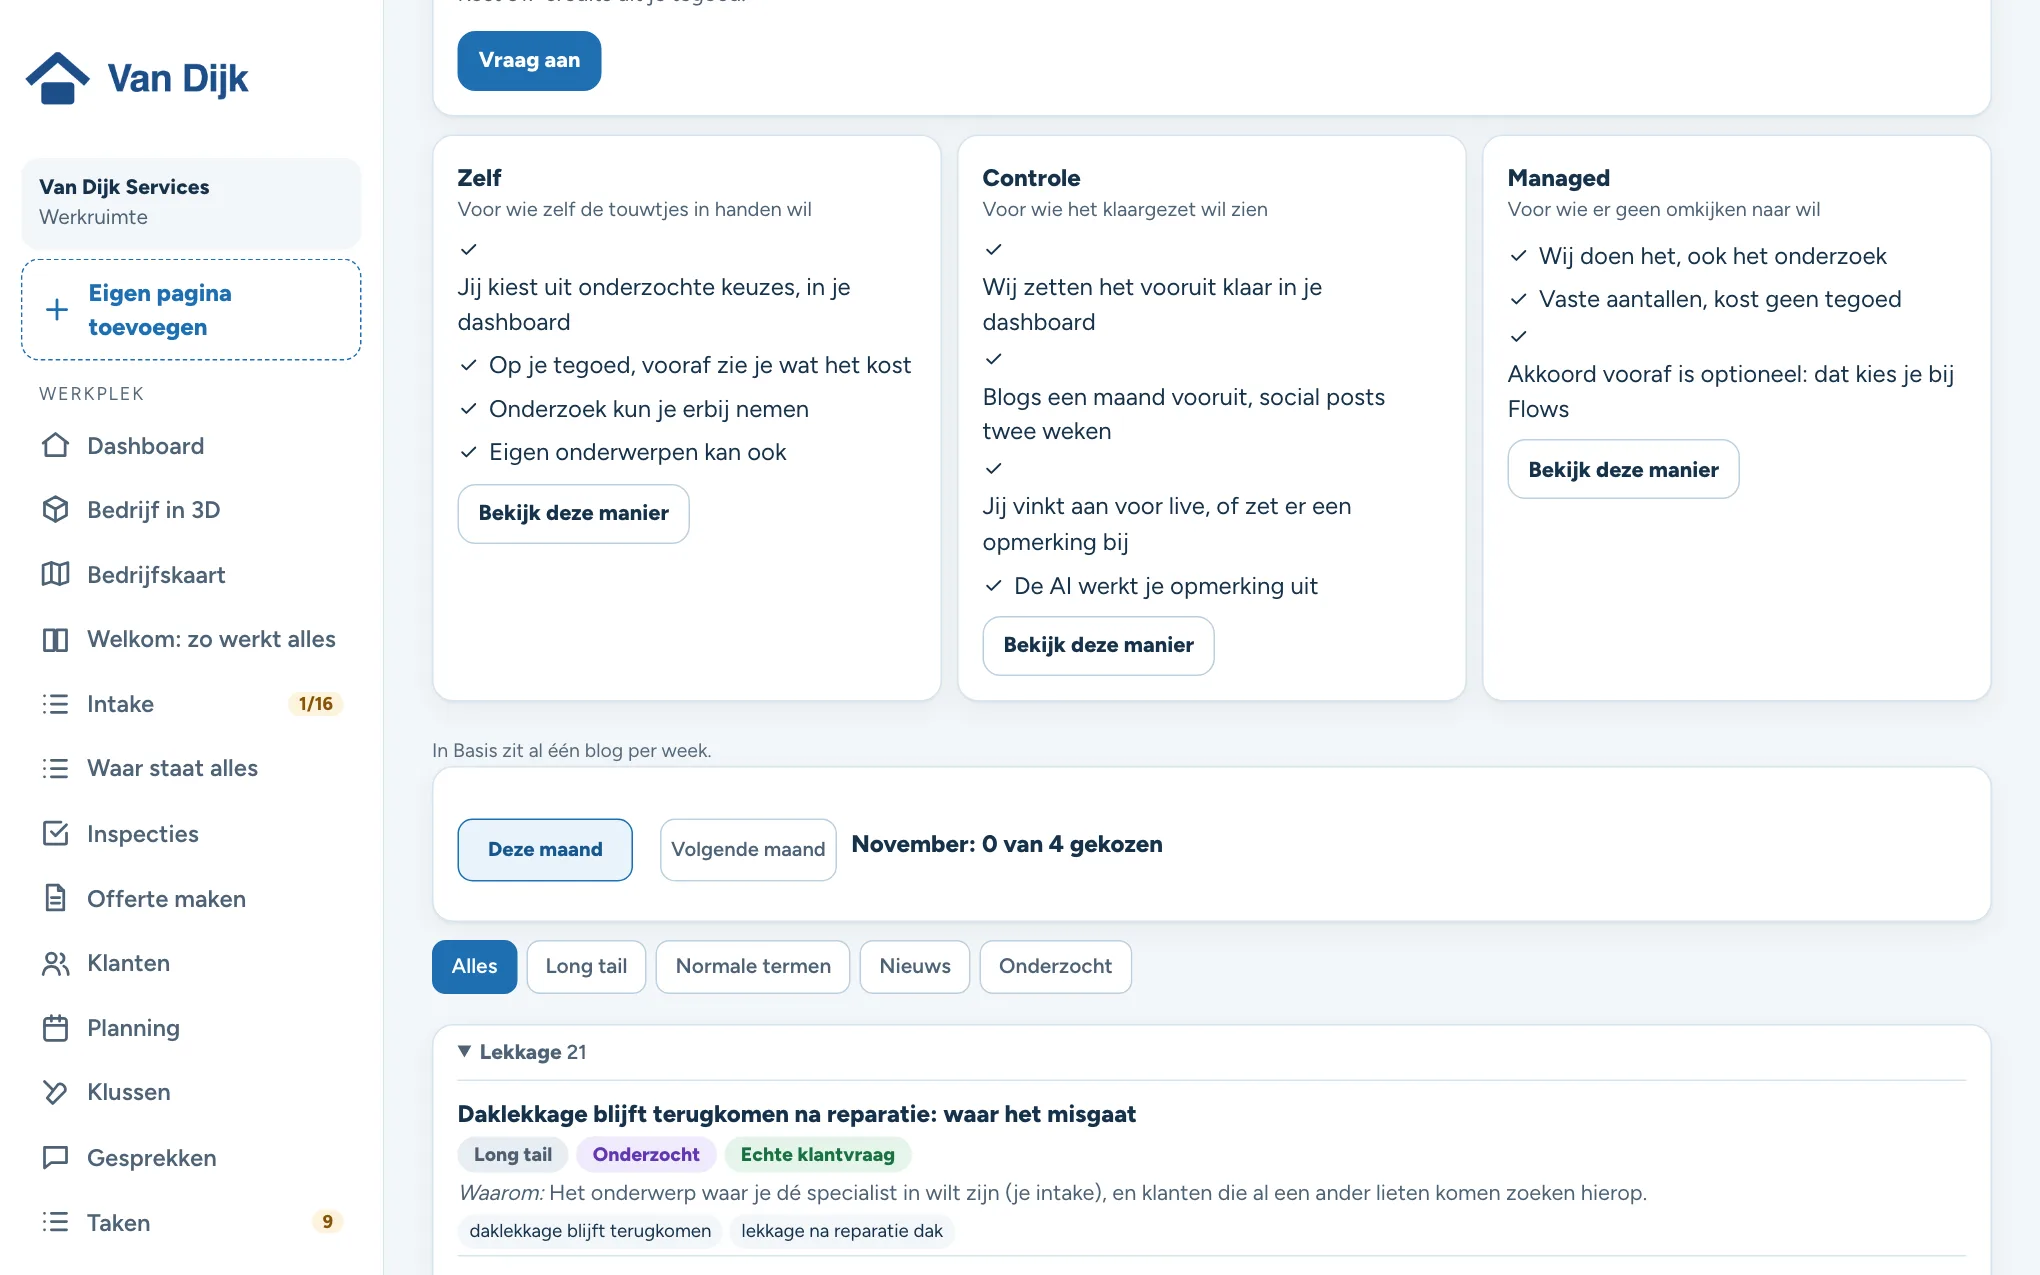 Van Dijk
Van Dijk Services
Werkruimte
Eigen pagina
toevoegen
WERKPLEK
Dashboard
Bedrijf in 3D
Bedrijfskaart
Welkom: zo werkt alles
Intake 1/16
Waar staat alles
Inspecties
Offerte maken
Klanten
Planning
Klussen
Gesprekken
Taken 9
Vraag aan
Zelf
Voor wie zelf de touwtjes in handen wil
Jij kiest uit onderzochte keuzes, in je
dashboard
Op je tegoed, vooraf zie je wat het kost
Onderzoek kun je erbij nemen
Eigen onderwerpen kan ook
Bekijk deze manier
Controle
Voor wie het klaargezet wil zien
Wij zetten het vooruit klaar in je
dashboard
Blogs een maand vooruit, social posts
twee weken
Jij vinkt aan voor live, of zet er een
opmerking bij
De AI werkt je opmerking uit
Bekijk deze manier
Managed
Voor wie er geen omkijken naar wil
Wij doen het, ook het onderzoek
Vaste aantallen, kost geen tegoed
Akkoord vooraf is optioneel: dat kies je bij
Flows
Bekijk deze manier
In Basis zit al één blog per week.
Deze maand
Volgende maand
November: 0 van 4 gekozen
Alles
Long tail
Normale termen
Nieuws
Onderzocht
Lekkage 21
Daklekkage blijft terugkomen na reparatie: waar het misgaat
Long tail
Onderzocht
Echte klantvraag
Waarom: Het onderwerp waar je dé specialist in wilt zijn (je intake), en klanten die al een ander lieten komen zoeken hierop.
daklekkage blijft terugkomen
lekkage na reparatie dak